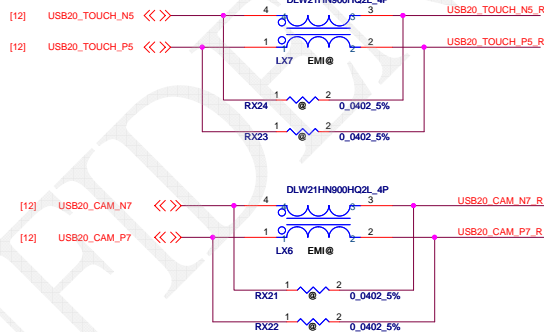 DLW21HN900HQ2L_4P
[12] USB20_TOUCH_N5 4 3 USB20_TOUCH_N5_R
[12] USB20_TOUCH_P5 1 2 USB20_TOUCH_P5_R
LX7 EMI@
RX24 1 @ 2 0_0402_5%
RX23 1 @ 2 0_0402_5%
DLW21HN900HQ2L_4P
[12] USB20_CAM_N7 4 3 USB20_CAM_N7_R
[12] USB20_CAM_P7 1 2 USB20_CAM_P7_R
LX6 EMI@
RX21 1 @ 2 0_0402_5%
RX22 1 @ 2 0_0402_5%